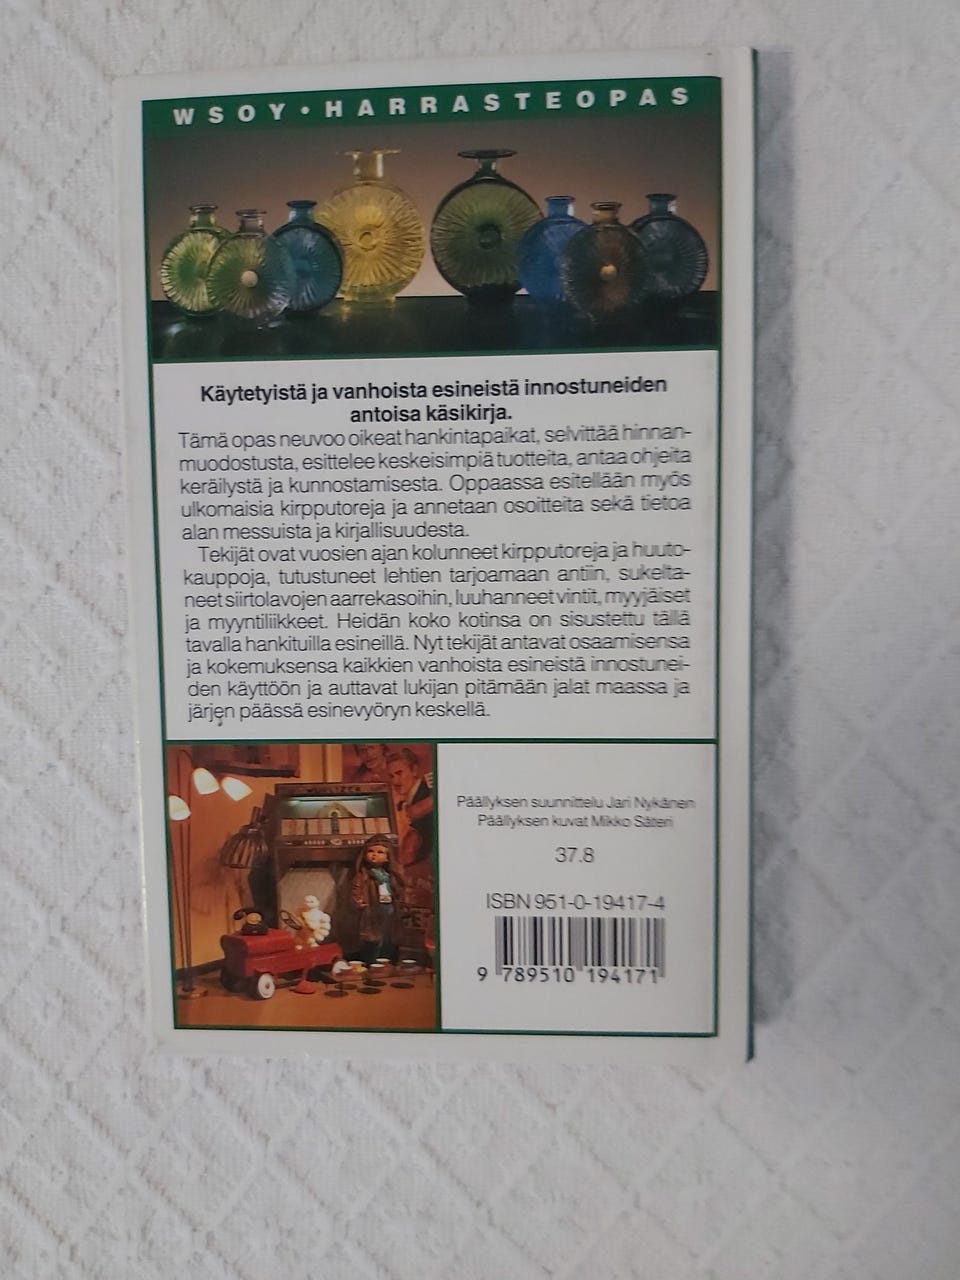 WSOY • HARRASTEOPAS
Käytetyistä ja vanhoista esineistä innostuneiden
antoisa käsikirja.
Tämä opas neuvoo oikeat hankintapaikat, selvittää hinnan-
muodostusta, esittelee keskeisimpiä tuotteita, antaa ohjeita
keräilystä ja kunnostamisesta. Oppaassa esitellään myös
ulkomaisia kirpputoreja ja annetaan osoitteita sekä tietoa
alan messuista ja kirjallisuudesta.
Tekijät ovat vuosien ajan kolunneet kirpputoreja ja huuto-
kauppoja, tutustuneet lehtien tarjoamaan antiin, sukelta-
neet siirtolavojen aarrekasoihin, luuhanneet vintit, myyjäiset
ja myyntiliikkeet. Heidän koko kotinsa on sisustettu tällä
tavalla hankituilla esineillä. Nyt tekijät antavat osaamisensa
ja kokemuksensa kaikkien vanhoista esineistä innostunei-
den käyttöön ja auttavat lukijan pitämään jalat maassa ja
järjen päässä esinevyöryn keskellä.
WURLITZER
Päällyksen suunnittelu Jari Nykänen
Päällyksen kuvat Mikko Säteri
37.8
ISBN 951-0-19417-4
9 789510 194171